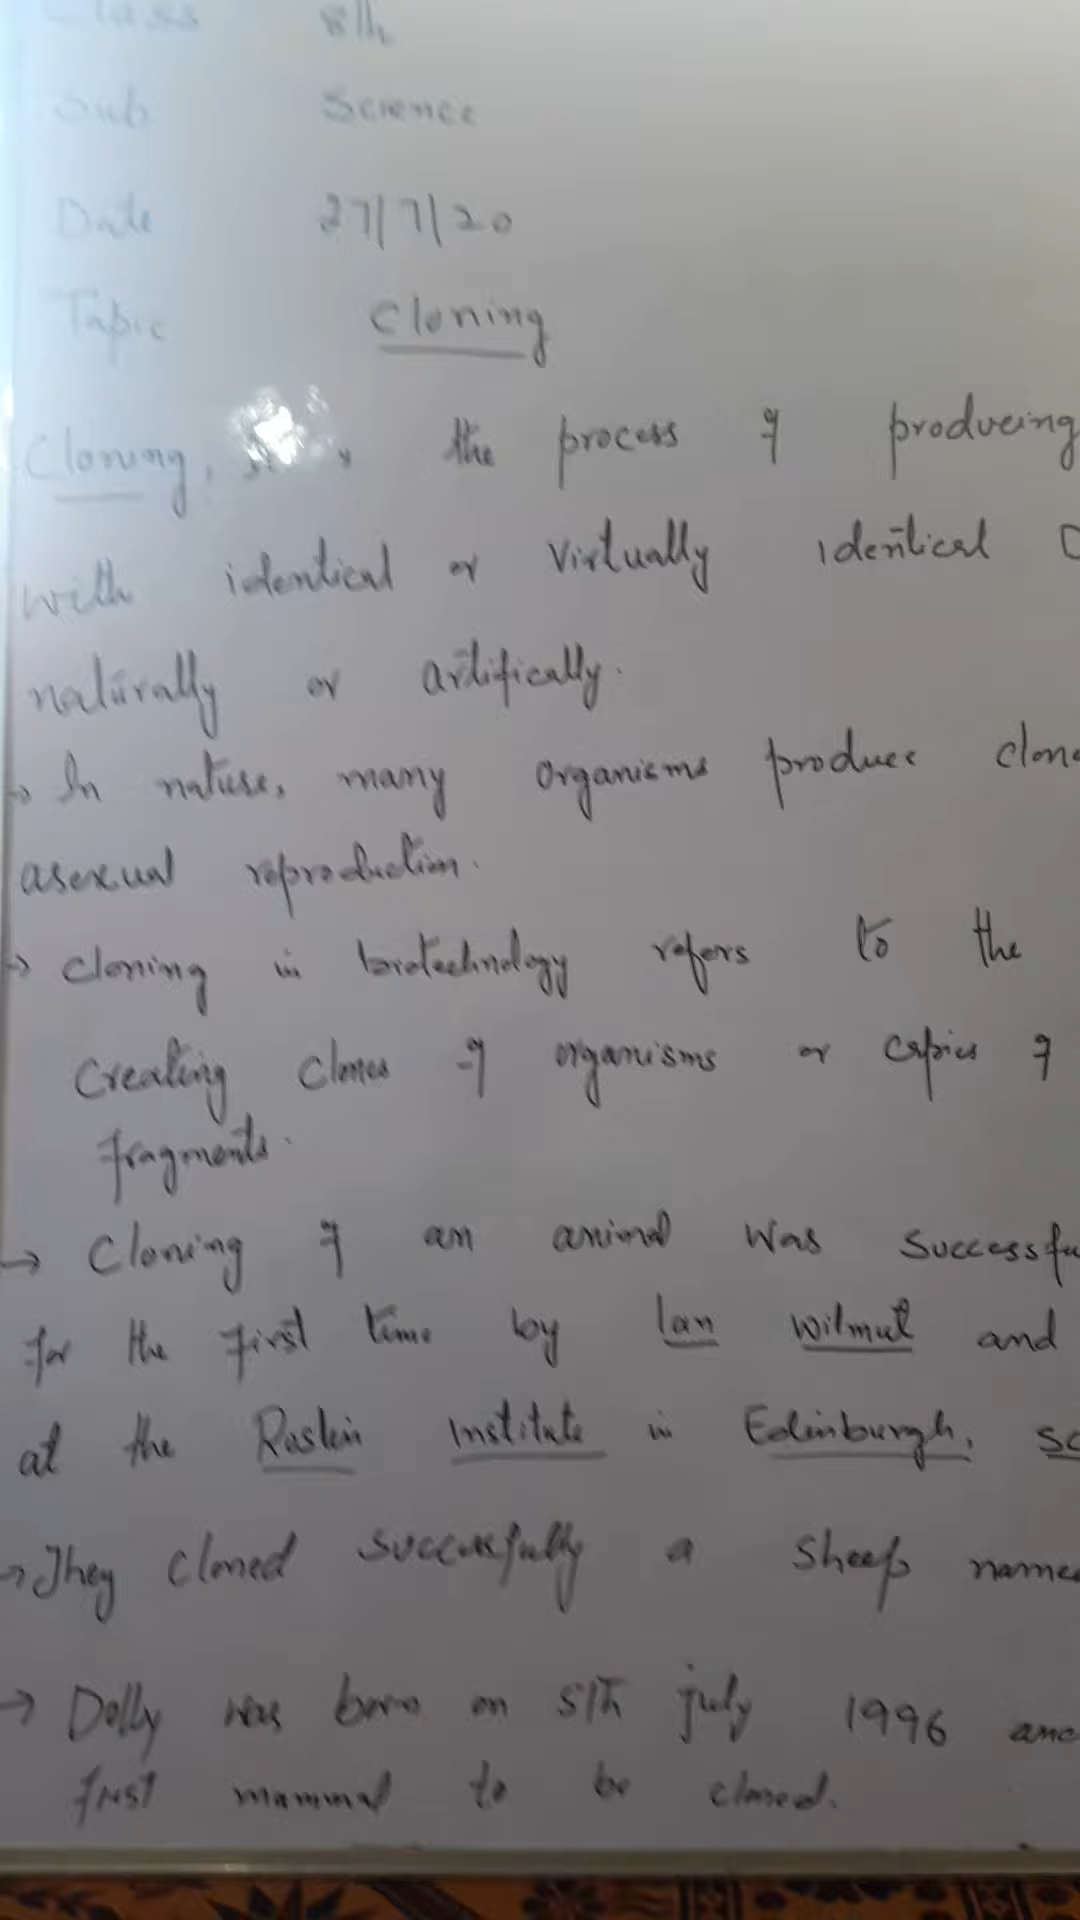 Class 8th
Sub Science
Date 27/7/20
Topic Cloning
Cloning, the process of producing
with identical or virtually identical D
naturally or artifically.
→ In nature, many organisms produce clone
asexual reproduction.
→ Cloning in biotechnology refers to the
Creating Clones of organisms or copies of
fragments.
→ Cloning of an animal was Successfu
for the first time by Ian Wilmut and
at the Roslin Institute in Edinburgh, sc
→ They cloned successfully a sheep name
→ Dolly was born on 5th july 1996 and
first mammal to be cloned.